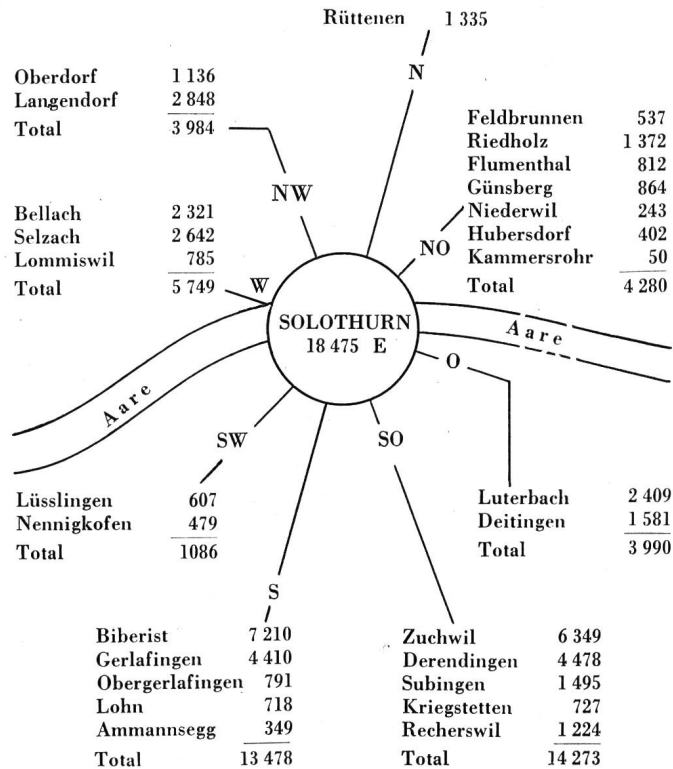 Rüttenen 1 335
N
Oberdorf 1 136
Langendorf 2 848
Total 3 984
NW
Feldbrunnen 537
Riedholz 1 372
Flumenthal 812
Günsberg 864
Niederwil 243
Hubersdorf 402
Kammersrohr 50
Total 4 280
NO
Bellach 2 321
Selzach 2 642
Lommiswil 785
Total 5 749
W
SOLOTHURN
18 475 E
Aare
O
Aare
SW
SO
Lüsslingen 607
Nennigkofen 479
Total 1086
Luterbach 2 409
Deitingen 1 581
Total 3 990
S
Biberist 7 210
Gerlafingen 4 410
Obergerlafingen 791
Lohn 718
Ammannsegg 349
Total 13 478
Zuchwil 6 349
Derendingen 4 478
Subingen 1 495
Kriegstetten 727
Recherswil 1 224
Total 14 273